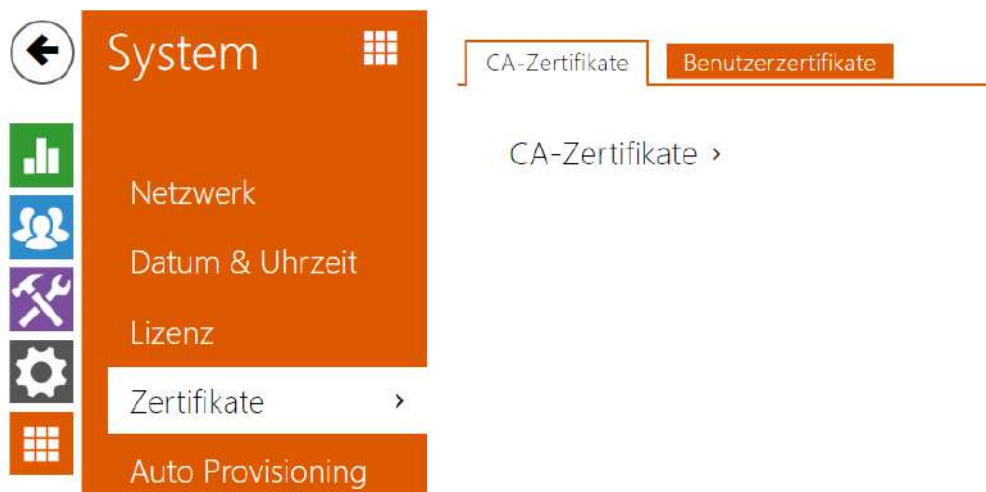 System
Netzwerk
Datum & Uhrzeit
Lizenz
Zertifikate
Auto Provisioning
CA-Zertifikate
Benutzerzertifikate
CA-Zertifikate